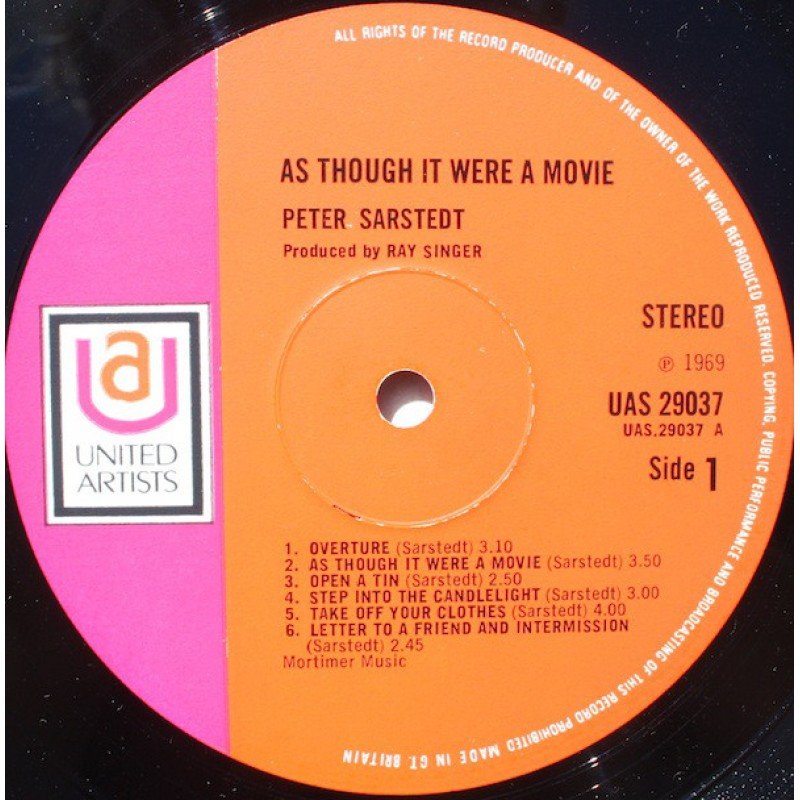 ALL RIGHTS OF THE RECORD PRODUCER AND OF THE OWNER OF THE WORK REPRODUCED RESERVED. COPYING, PUBLIC PERFORMANCE AND BROADCASTING OF THIS RECORD PROHIBITED MADE IN GT. BRITAIN
AS THOUGH IT WERE A MOVIE
PETER SARSTEDT
Produced by RAY SINGER
ua
UNITED
ARTISTS
STEREO
℗ 1969
UAS 29037
UAS.29037 A
Side 1
1. OVERTURE (Sarstedt) 3.10
2. AS THOUGH IT WERE A MOVIE (Sarstedt) 3.50
3. OPEN A TIN (Sarstedt) 2.50
4. STEP INTO THE CANDLELIGHT (Sarstedt) 3.00
5. TAKE OFF YOUR CLOTHES (Sarstedt) 4.00
6. LETTER TO A FRIEND AND INTERMISSION
(Sarstedt) 2.45
Mortimer Music